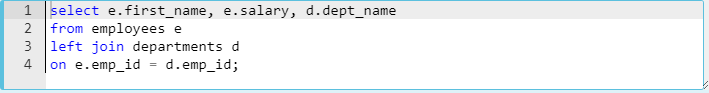 1 select e.first_name, e.salary, d.dept_name
2 from employees e
3 left join departments d
4 on e.emp_id = d.emp_id;